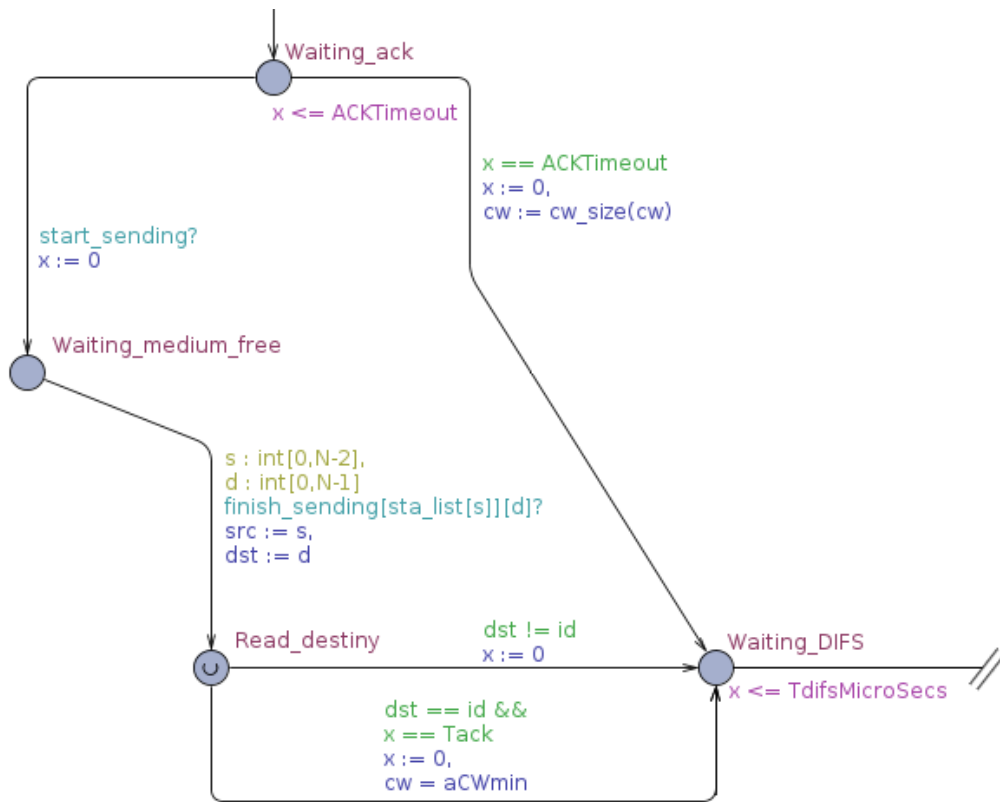 Waiting_ack
x <= ACKTimeout
x == ACKTimeout
x := 0,
cw := cw_size(cw)
start_sending?
x := 0
Waiting_medium_free
s : int[0,N-2],
d : int[0,N-1]
finish_sending[sta_list[s]][d]?
src := s,
dst := d
Read_destiny
dst != id
x := 0
Waiting_DIFS
x <= TdifsMicroSecs
dst == id &&
x == Tack
x := 0,
cw = aCWmin